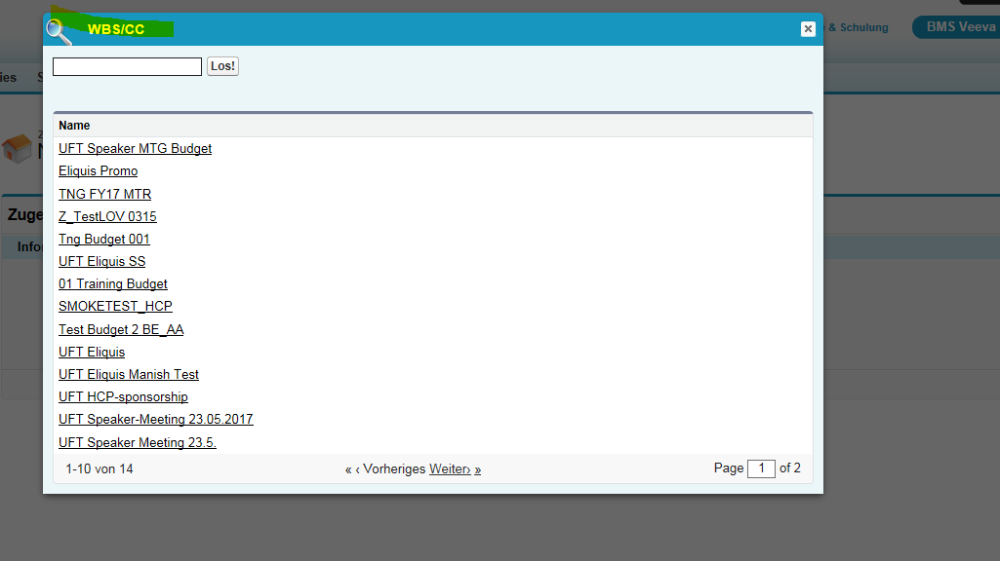 WBS/CC
& Schulung
BMS Veeva
ies
Los!
Name
UFT Speaker MTG Budget
Eliquis Promo
TNG FY17 MTR
Z_TestLOV 0315
Tng Budget 001
UFT Eliquis SS
01 Training Budget
SMOKETEST_HCP
Test Budget 2 BE_AA
UFT Eliquis
UFT Eliquis Manish Test
UFT HCP-sponsorship
UFT Speaker-Meeting 23.05.2017
UFT Speaker Meeting 23.5.
1-10 von 14 « ‹ Vorheriges Weiter› » Page 1 of 2
Zuge
Infor